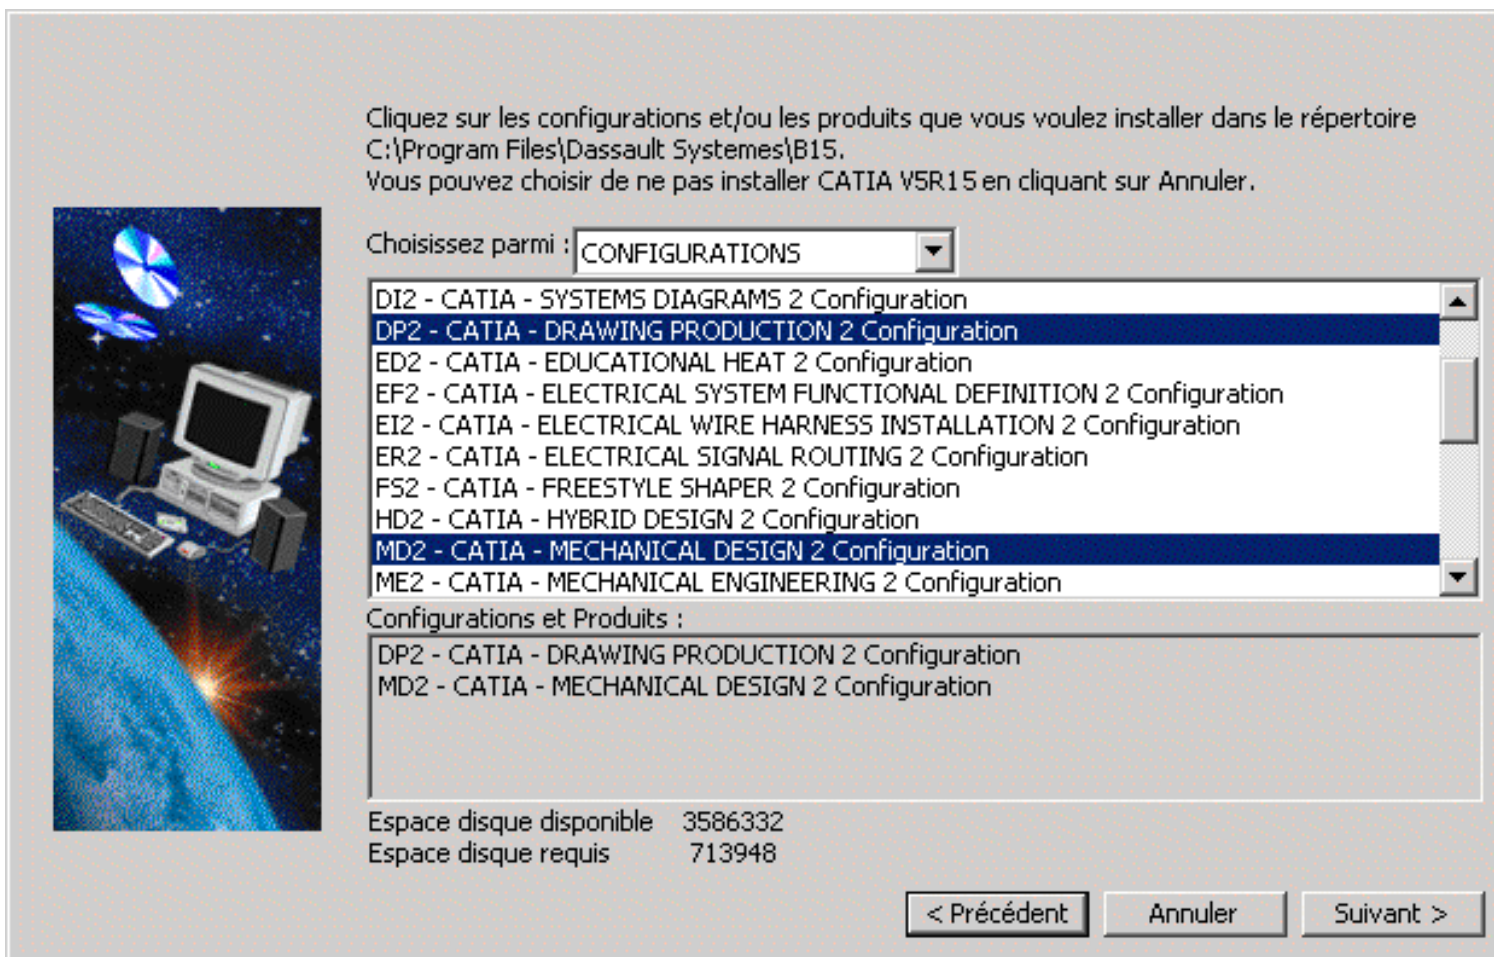 Cliquez sur les configurations et/ou les produits que vous voulez installer dans le répertoire
C:\Program Files\Dassault Systemes\B15.
Vous pouvez choisir de ne pas installer CATIA V5R15 en cliquant sur Annuler.
Choisissez parmi : CONFIGURATIONS
DI2 - CATIA - SYSTEMS DIAGRAMS 2 Configuration
DP2 - CATIA - DRAWING PRODUCTION 2 Configuration
ED2 - CATIA - EDUCATIONAL HEAT 2 Configuration
EF2 - CATIA - ELECTRICAL SYSTEM FUNCTIONAL DEFINITION 2 Configuration
EI2 - CATIA - ELECTRICAL WIRE HARNESS INSTALLATION 2 Configuration
ER2 - CATIA - ELECTRICAL SIGNAL ROUTING 2 Configuration
FS2 - CATIA - FREESTYLE SHAPER 2 Configuration
HD2 - CATIA - HYBRID DESIGN 2 Configuration
MD2 - CATIA - MECHANICAL DESIGN 2 Configuration
ME2 - CATIA - MECHANICAL ENGINEERING 2 Configuration
Configurations et Produits :
DP2 - CATIA - DRAWING PRODUCTION 2 Configuration
MD2 - CATIA - MECHANICAL DESIGN 2 Configuration
Espace disque disponible 3586332
Espace disque requis 713948
< Précédent Annuler Suivant >